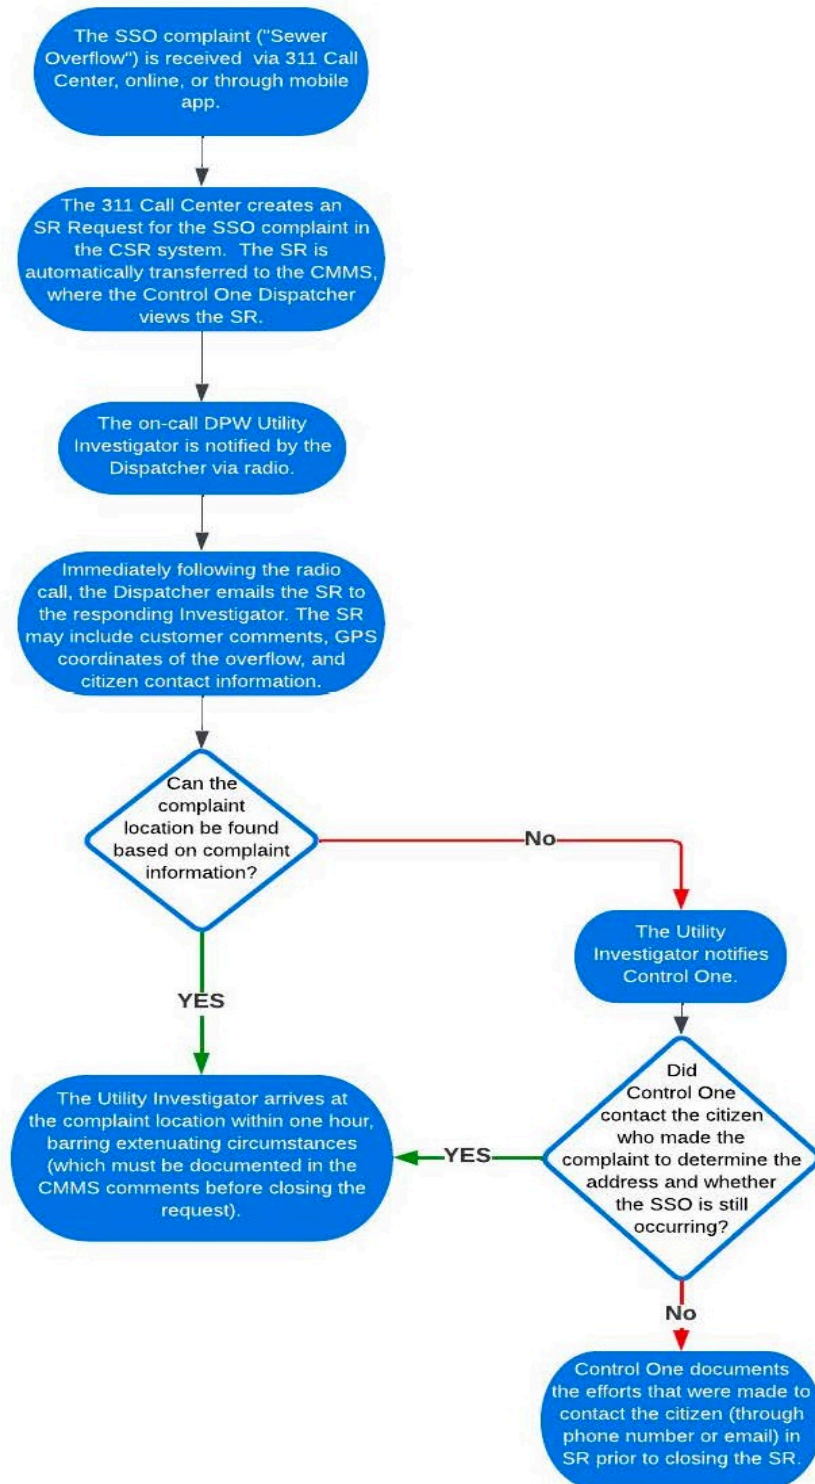 The SSO complaint ("Sewer
Overflow") is received via 311 Call
Center, online, or through mobile
app.
The 311 Call Center creates an
SR Request for the SSO complaint in
the CSR system. The SR is
automatically transferred to the CMMS,
where the Control One Dispatcher
views the SR.
The on-call DPW Utility
Investigator is notified by the
Dispatcher via radio.
Immediately following the radio
call, the Dispatcher emails the SR to
the responding Investigator. The SR
may include customer comments, GPS
coordinates of the overflow, and
citizen contact information.
Can the
complaint
location be found
based on complaint
information?
No
The Utility
Investigator notifies
Control One.
YES
The Utility Investigator arrives at
the complaint location within one hour,
barring extenuating circumstances
(which must be documented in the
CMMS comments before closing the
request).
Did
Control One
contact the citizen
who made the
complaint to determine the
address and whether
the SSO is still
occurring?
YES
No
Control One documents
the efforts that were made to
contact the citizen (through
phone number or email) in
SR prior to closing the SR.